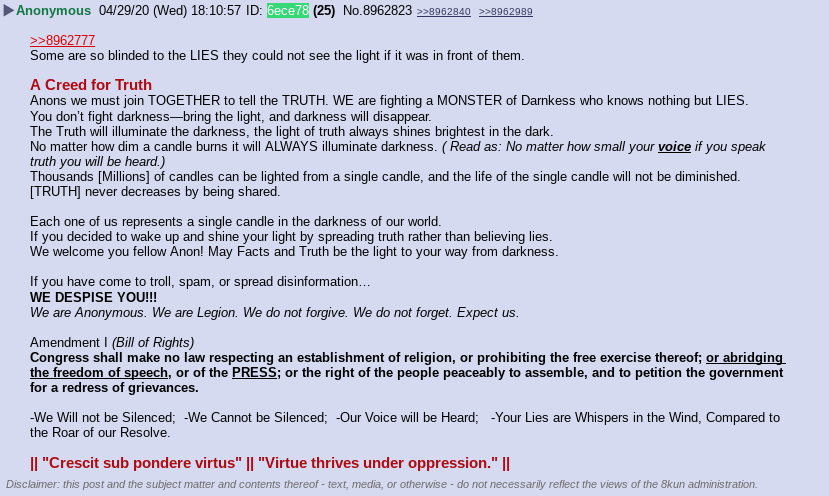 Anonymous 04/29/20 (Wed) 18:10:57 ID: 6ece78 (25) No.8962823 >>8962840 >>8962989
>>8962777
Some are so blinded to the LIES they could not see the light if it was in front of them.
A Creed for Truth
Anons we must join TOGETHER to tell the TRUTH. WE are fighting a MONSTER of Darnkess who knows nothing but LIES.
You don’t fight darkness—bring the light, and darkness will disappear.
The Truth will illuminate the darkness, the light of truth always shines brightest in the dark.
No matter how dim a candle burns it will ALWAYS illuminate darkness. ( Read as: No matter how small your voice if you speak
truth you will be heard.)
Thousands [Millions] of candles can be lighted from a single candle, and the life of the single candle will not be diminished.
[TRUTH] never decreases by being shared.
Each one of us represents a single candle in the darkness of our world.
If you decided to wake up and shine your light by spreading truth rather than believing lies.
We welcome you fellow Anon! May Facts and Truth be the light to your way from darkness.
If you have come to troll, spam, or spread disinformation…
WE DESPISE YOU!!!
We are Anonymous. We are Legion. We do not forgive. We do not forget. Expect us.
Amendment I (Bill of Rights)
Congress shall make no law respecting an establishment of religion, or prohibiting the free exercise thereof; or abridging
the freedom of speech, or of the PRESS; or the right of the people peaceably to assemble, and to petition the government
for a redress of grievances.
-We Will not be Silenced; -We Cannot be Silenced; -Our Voice will be Heard; -Your Lies are Whispers in the Wind, Compared to
the Roar of our Resolve.
|| "Crescit sub pondere virtus" || "Virtue thrives under oppression." ||
Disclaimer: this post and the subject matter and contents thereof - text, media, or otherwise - do not necessarily reflect the views of the 8kun administration.